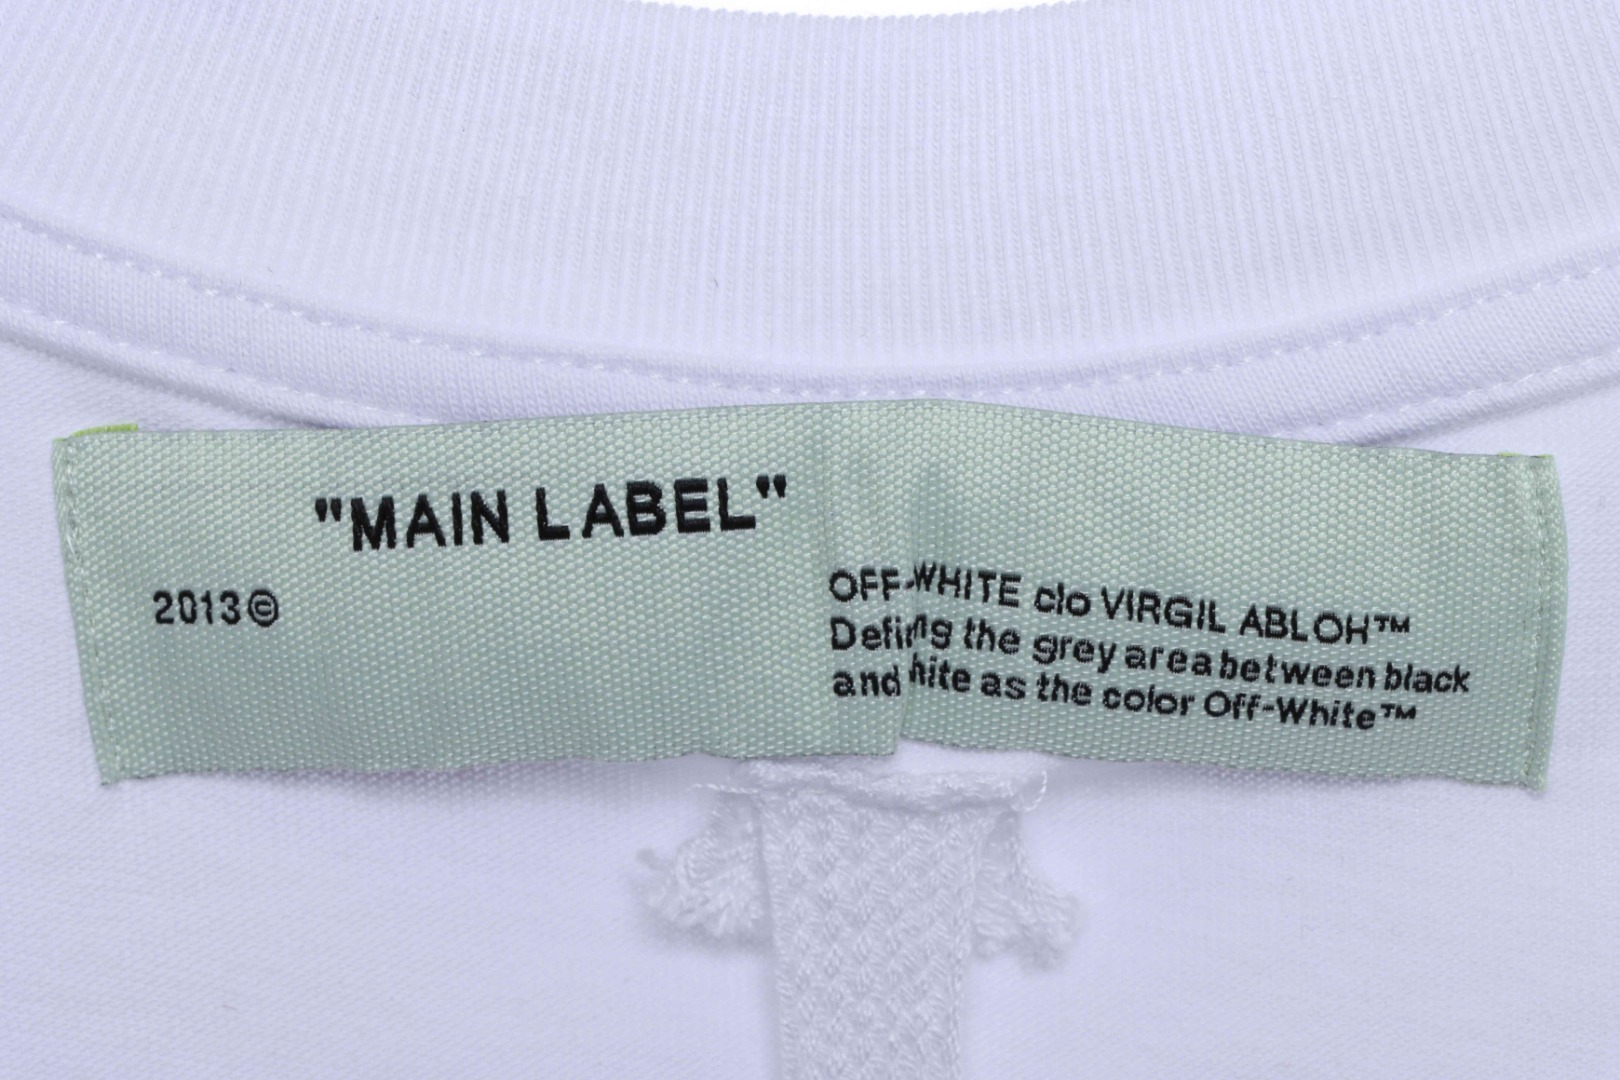 "MAIN LABEL"
2013©
OFF-WHITE c/o VIRGIL ABLOH™
Defining the grey area between black
and hite as the color Off-White™